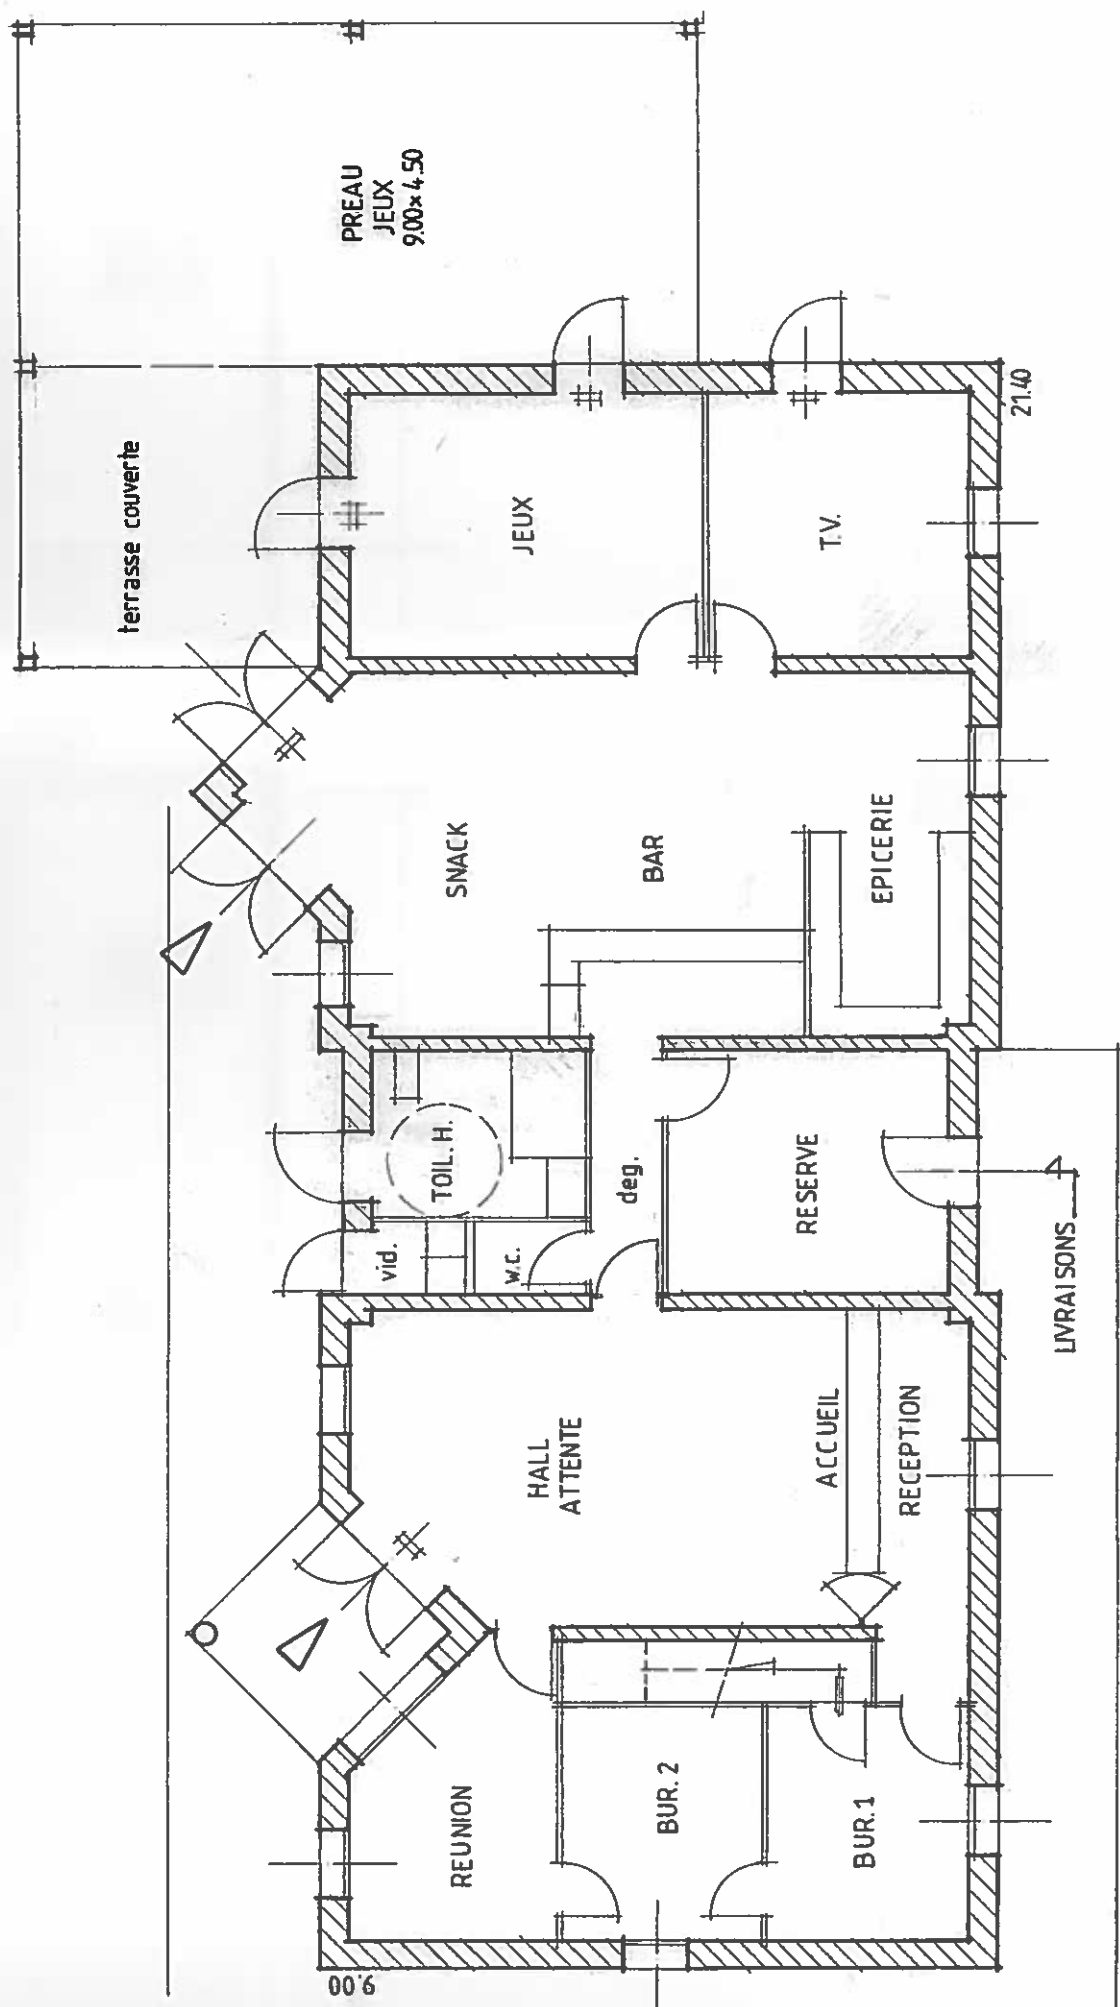 PREAU
JEUX
9.00×4.50
terrasse couverte
JEUX
T.V.
21.40
SNACK
BAR
EPICERIE
TOIL. H.
vid.
w.c.
deg.
RESERVE
LIVRAISONS
HALL
ATTENTE
ACCUEIL
RECEPTION
REUNION
BUR. 2
BUR. 1
9.00